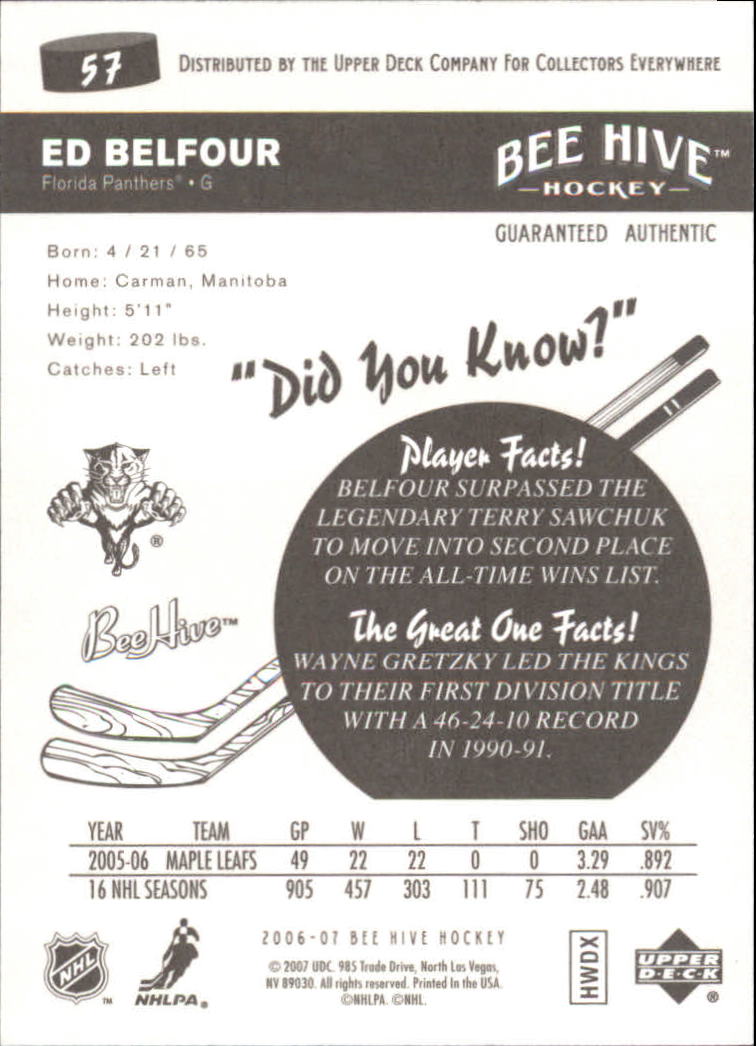 57
DISTRIBUTED BY THE UPPER DECK COMPANY FOR COLLECTORS EVERYWHERE
ED BELFOUR
Florida Panthers® • G
BEE HIVE™
—HOCKEY—
GUARANTEED AUTHENTIC
Born: 4 / 21 / 65
Home: Carman, Manitoba
Height: 5'11"
Weight: 202 lbs.
Catches: Left
"Did You Know?"
Player Facts!
BELFOUR SURPASSED THE
LEGENDARY TERRY SAWCHUK
TO MOVE INTO SECOND PLACE
ON THE ALL-TIME WINS LIST.
®
BeeHive™
The Great One Facts!
WAYNE GRETZKY LED THE KINGS
TO THEIR FIRST DIVISION TITLE
WITH A 46-24-10 RECORD
IN 1990-91.
YEAR TEAM GP W L T SHO GAA SV%
2005-06 MAPLE LEAFS 49 22 22 0 0 3.29 .892
16 NHL SEASONS 905 457 303 111 75 2.48 .907
NHL™
NHLPA®
2006-07 BEE HIVE HOCKEY
© 2007 UDC. 985 Trade Drive, North Las Vegas,
NV 89030. All rights reserved. Printed In the USA.
©NHLPA. ©NHL.
HWDX
UPPER
D·E·C·K®